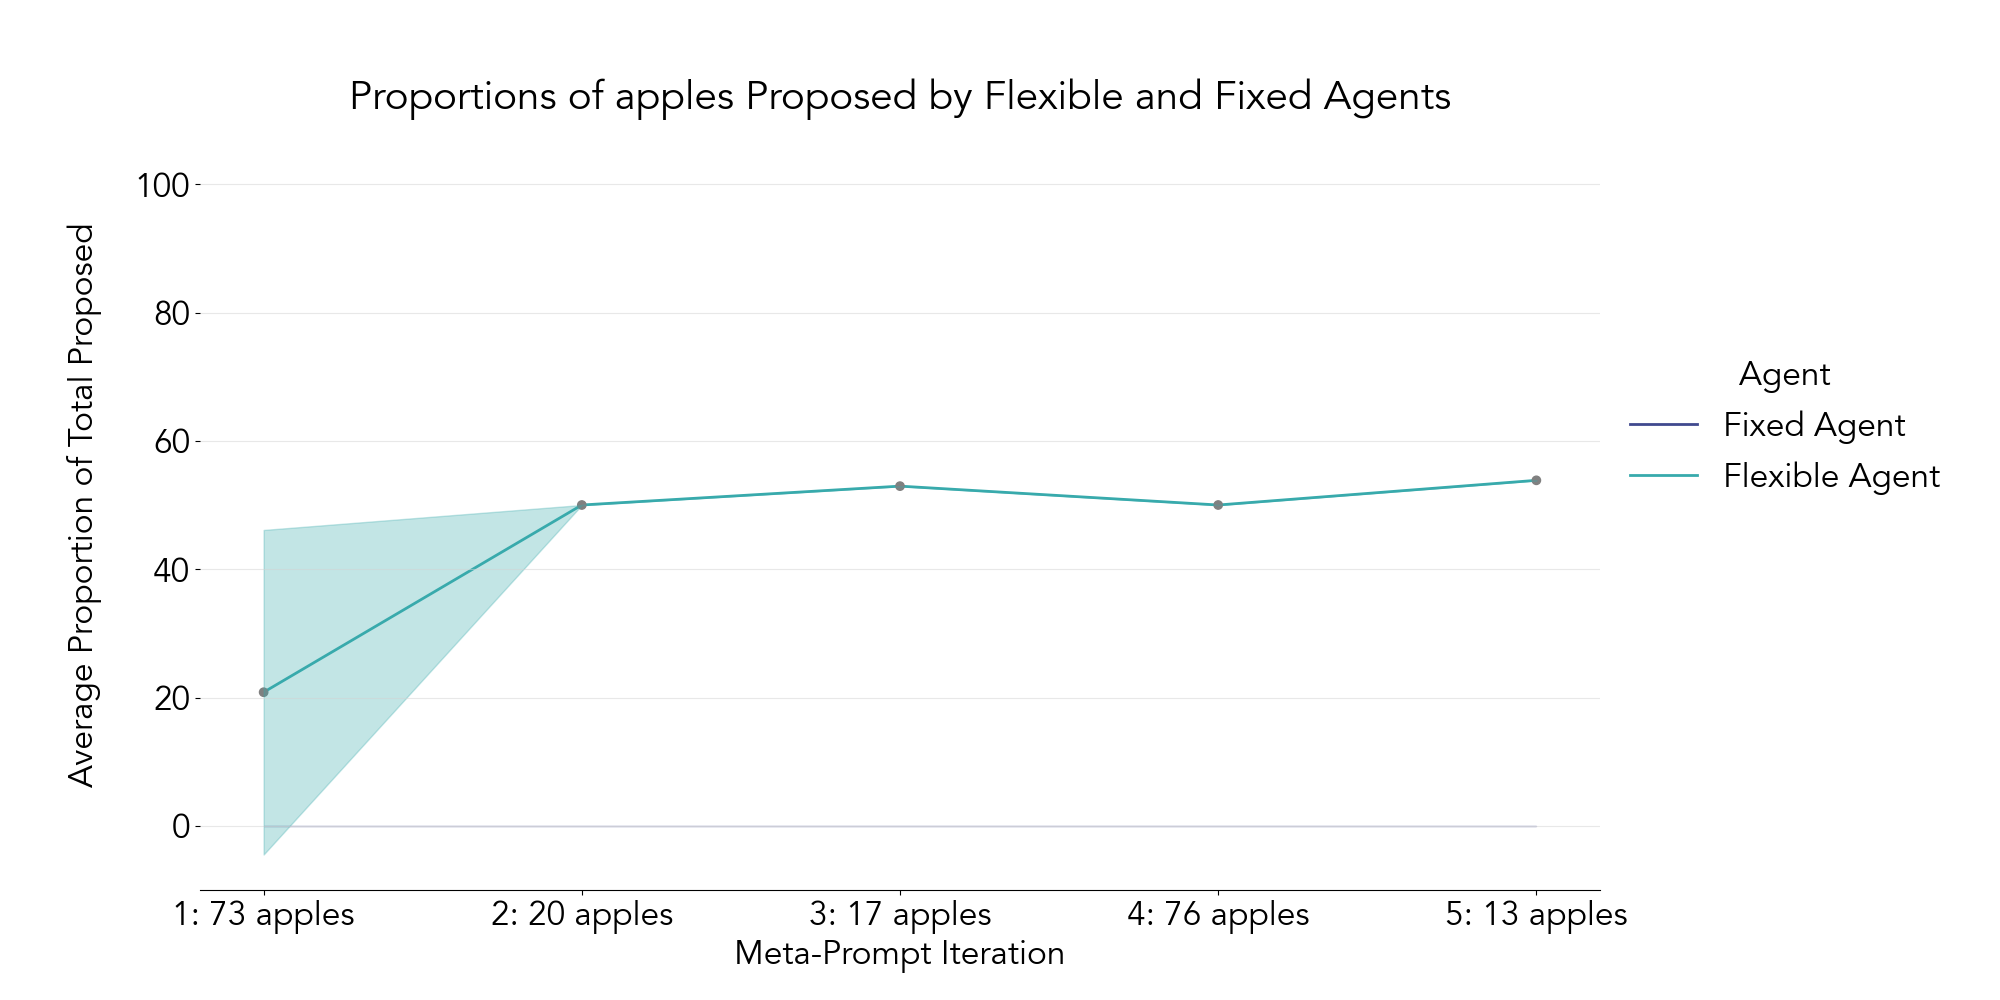 Proportions of apples Proposed by Flexible and Fixed Agents
Average Proportion of Total Proposed
100
80
60
40
20
0
1: 73 apples
2: 20 apples
3: 17 apples
4: 76 apples
5: 13 apples
Meta-Prompt Iteration
Agent
Fixed Agent
Flexible Agent